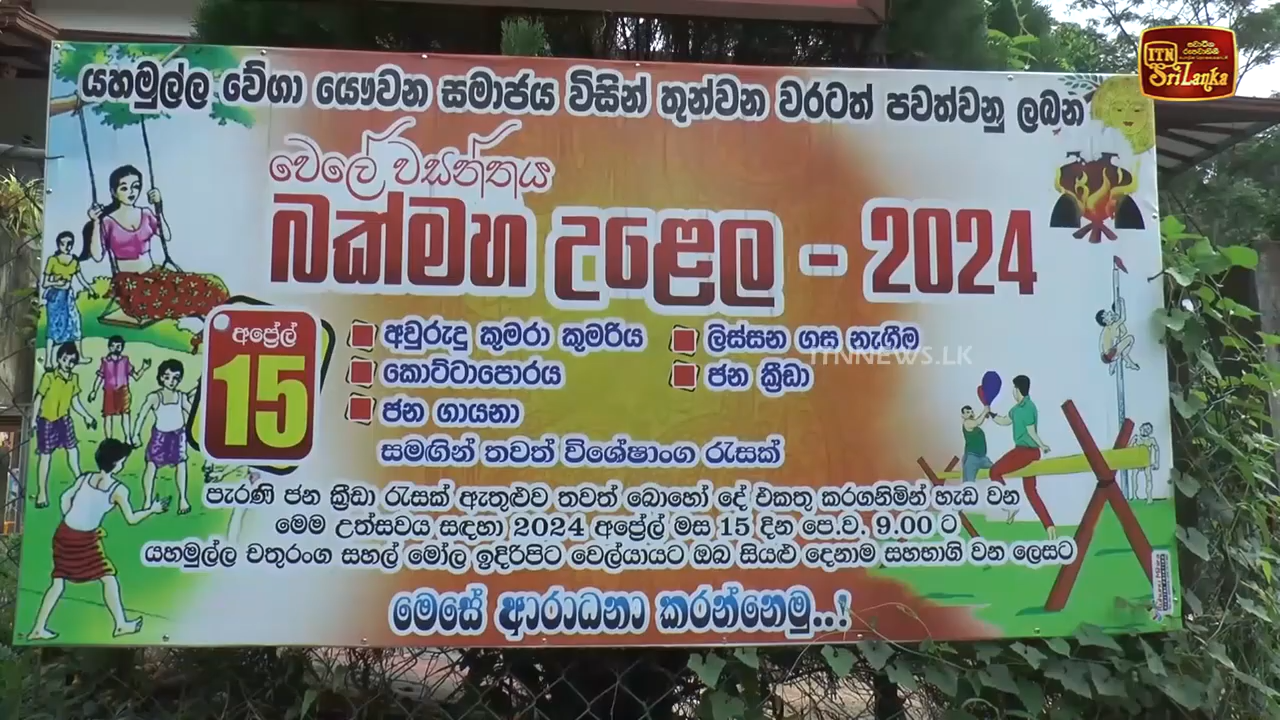 ITN
Sri Lanka
යහමුල්ල වේගා යෞවන සමාජය විසින් තුන්වන වරටත් පවත්වනු ලබන
වෙලේ වසන්තය
බක්මහ උළෙල - 2024
අප්‍රේල්
15
අවුරුදු කුමරා කුමරිය
ලිස්සන ගස නැගීම
ITNNEWS.LK
කොට්ටාපොරය
ජන ක්‍රීඩා
ජන ගායනා
සමඟින් තවත් විශේෂාංග රැසක්
පැරණි ජන ක්‍රීඩා රැසක් ඇතුළුව තවත් බොහෝ දේ එකතු කරගනිමින් හැඩ වන
මෙම උත්සවය සඳහා 2024 අප්‍රේල් මස 15 දින පෙ.ව. 9.00 ට
යහමුල්ල චතුරංග සහල් මෝල ඉදිරිපිට වෙල්යායට ඔබ සියළු දෙනාම සහභාගි වන ලෙසට
මෙසේ ආරාධනා කරන්නෙමු...!